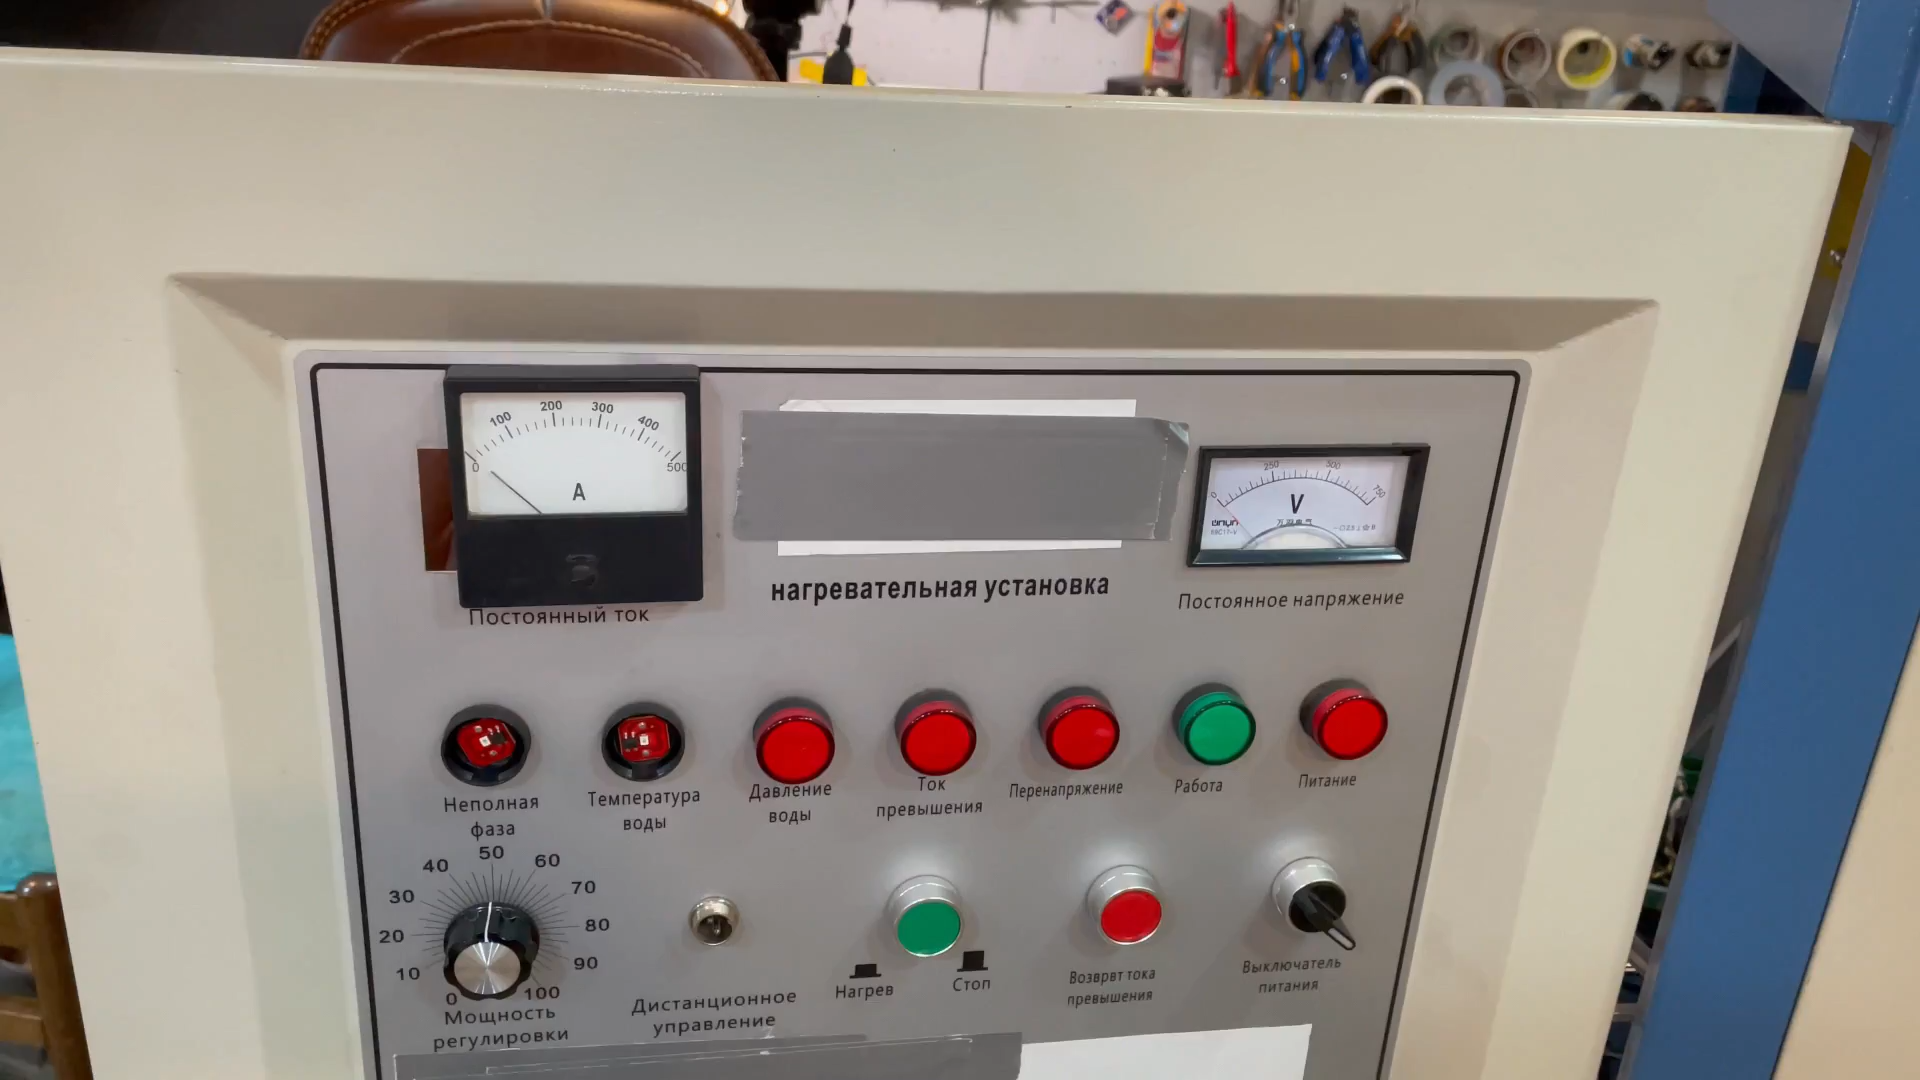 0 100 200 300 400 500
A
0 250 500 750
V
нагревательная установка
Постоянный ток
Постоянное напряжение
Неполная
фаза
Температура
воды
Давление
воды
Ток
превышения
Перенапряжение
Работа
Питание
0 10 20 30 40 50 60 70 80 90 100
Мощность
регулировки
Дистанционное
управление
Нагрев
Стоп
Возврвт тока
превышения
Выключатель
питания